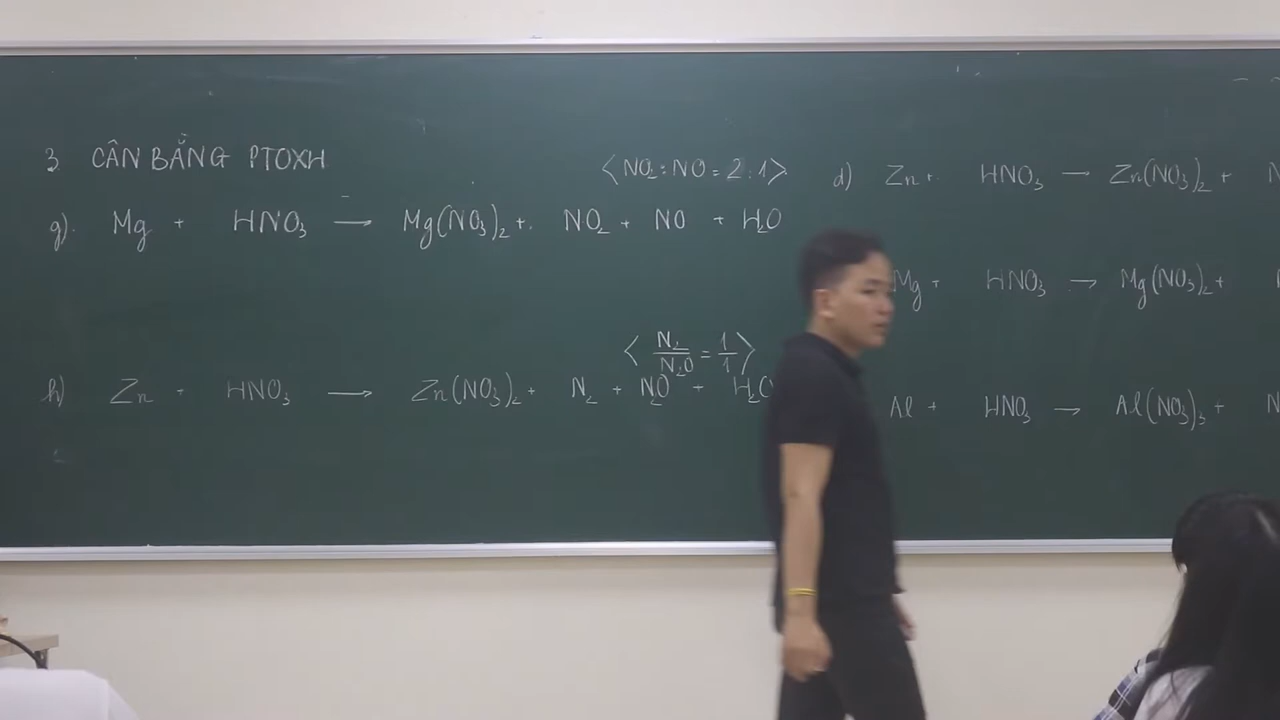 3. CÂN BẰNG PTOXH
<NO₂ : NO = 2 : 1>
g) Mg + HNO₃ → Mg(NO₃)₂ + NO₂ + NO + H₂O
<N₂/N₂O = 1/1>
h) Zn + HNO₃ → Zn(NO₃)₂ + N₂ + N₂O + H₂O
d) Zn + HNO₃ → Zn(NO₃)₂ +
Mg + HNO₃ → Mg(NO₃)₂ +
Al + HNO₃ → Al(NO₃)₃ +